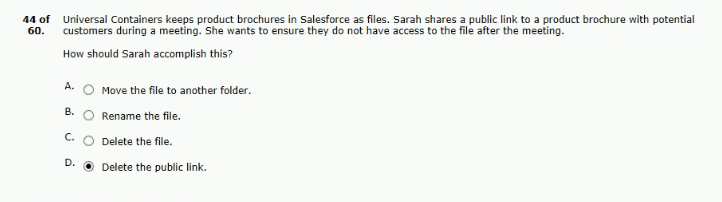 44 of 60. Universal Containers keeps product brochures in Salesforce as files. Sarah shares a public link to a product brochure with potential
customers during a meeting. She wants to ensure they do not have access to the file after the meeting.
How should Sarah accomplish this?
A. Move the file to another folder.
B. Rename the file.
C. Delete the file.
D. Delete the public link.